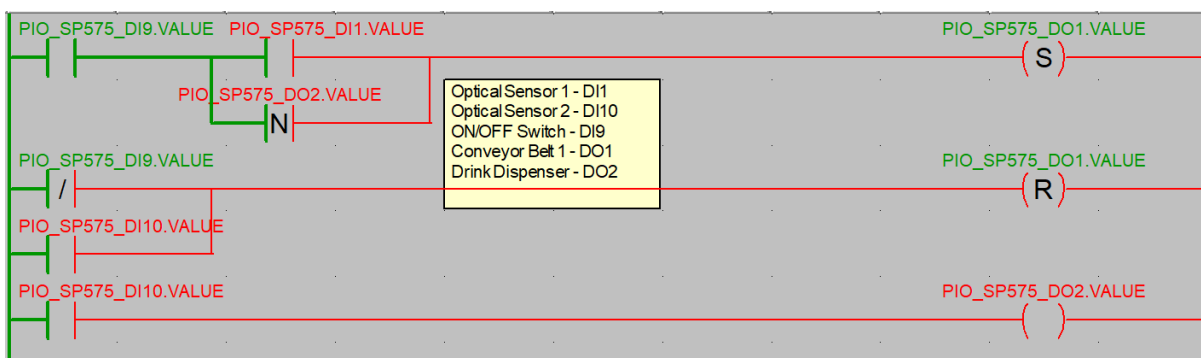 PIO_SP575_DI9.VALUE PIO_SP575_DI1.VALUE PIO_SP575_DO1.VALUE
S
PIO_SP575_DO2.VALUE
N
Optical Sensor 1 - DI1
Optical Sensor 2 - DI10
ON/OFF Switch - DI9
Conveyor Belt 1 - DO1
Drink Dispenser - DO2
PIO_SP575_DI9.VALUE PIO_SP575_DO1.VALUE
/ R
PIO_SP575_DI10.VALUE
PIO_SP575_DI10.VALUE PIO_SP575_DO2.VALUE